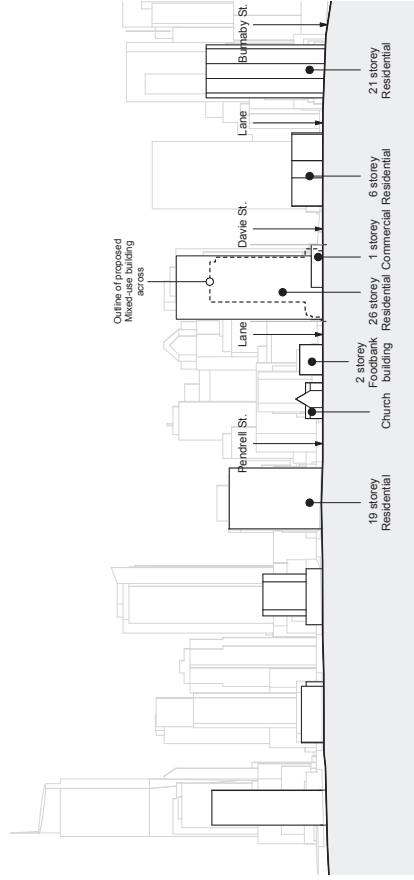 Outline of proposed
Mixed-use building
across
Pendrell St.
Lane
Davie St.
Lane
Burnaby St.
19 storey
Residential
Church
2 storey
Foodbank
building
26 storey
Residential
1 storey
Commercial
6 storey
Residential
21 storey
Residential